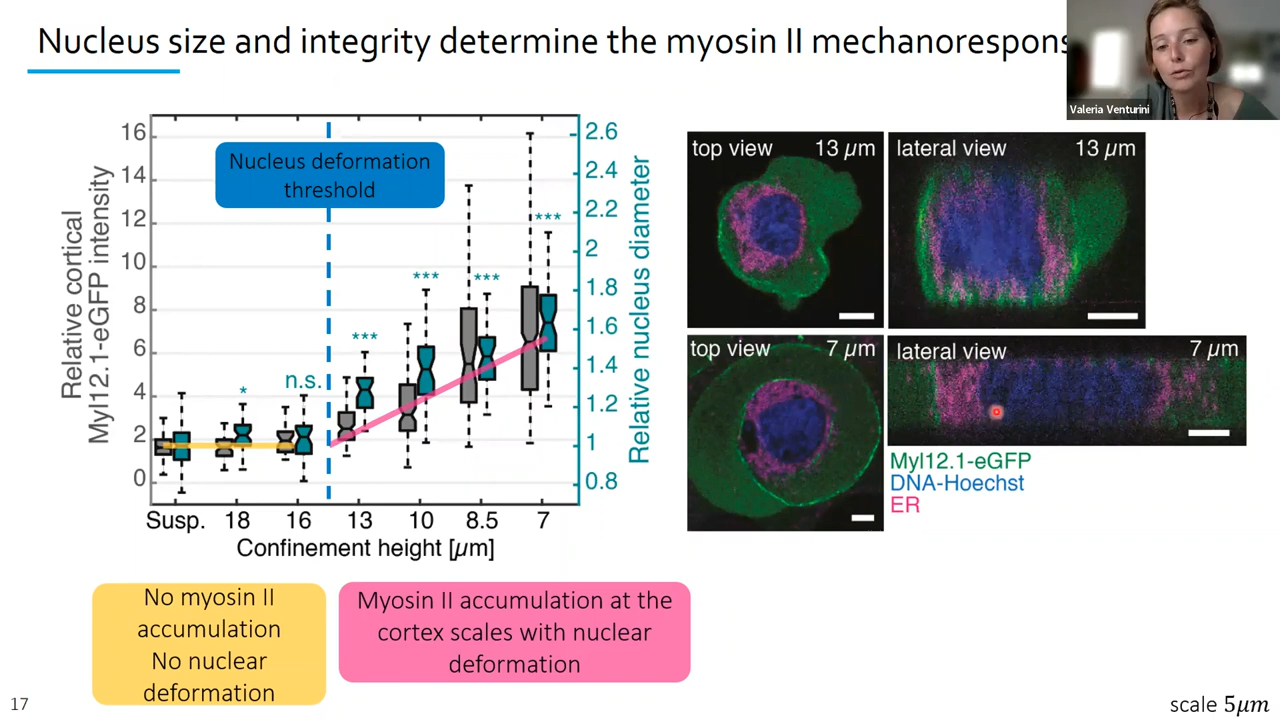 Nucleus size and integrity determine the myosin II mechanorespons
Valeria Venturini
Relative cortical
Myl12.1-eGFP intensity
16
14
12
10
8
6
4
2
0
Nucleus deformation
threshold
*
n.s.
***
***
***
***
2.6
2.4
2.2
2
1.8
1.6
1.4
1.2
1
0.8
Relative nucleus diameter
Susp. 18 16 13 10 8.5 7
Confinement height [µm]
top view 13 µm
lateral view 13 µm
top view 7 µm
lateral view 7 µm
Myl12.1-eGFP
DNA-Hoechst
ER
No myosin II
accumulation
No nuclear
deformation
Myosin II accumulation at the
cortex scales with nuclear
deformation
17
scale 5µm